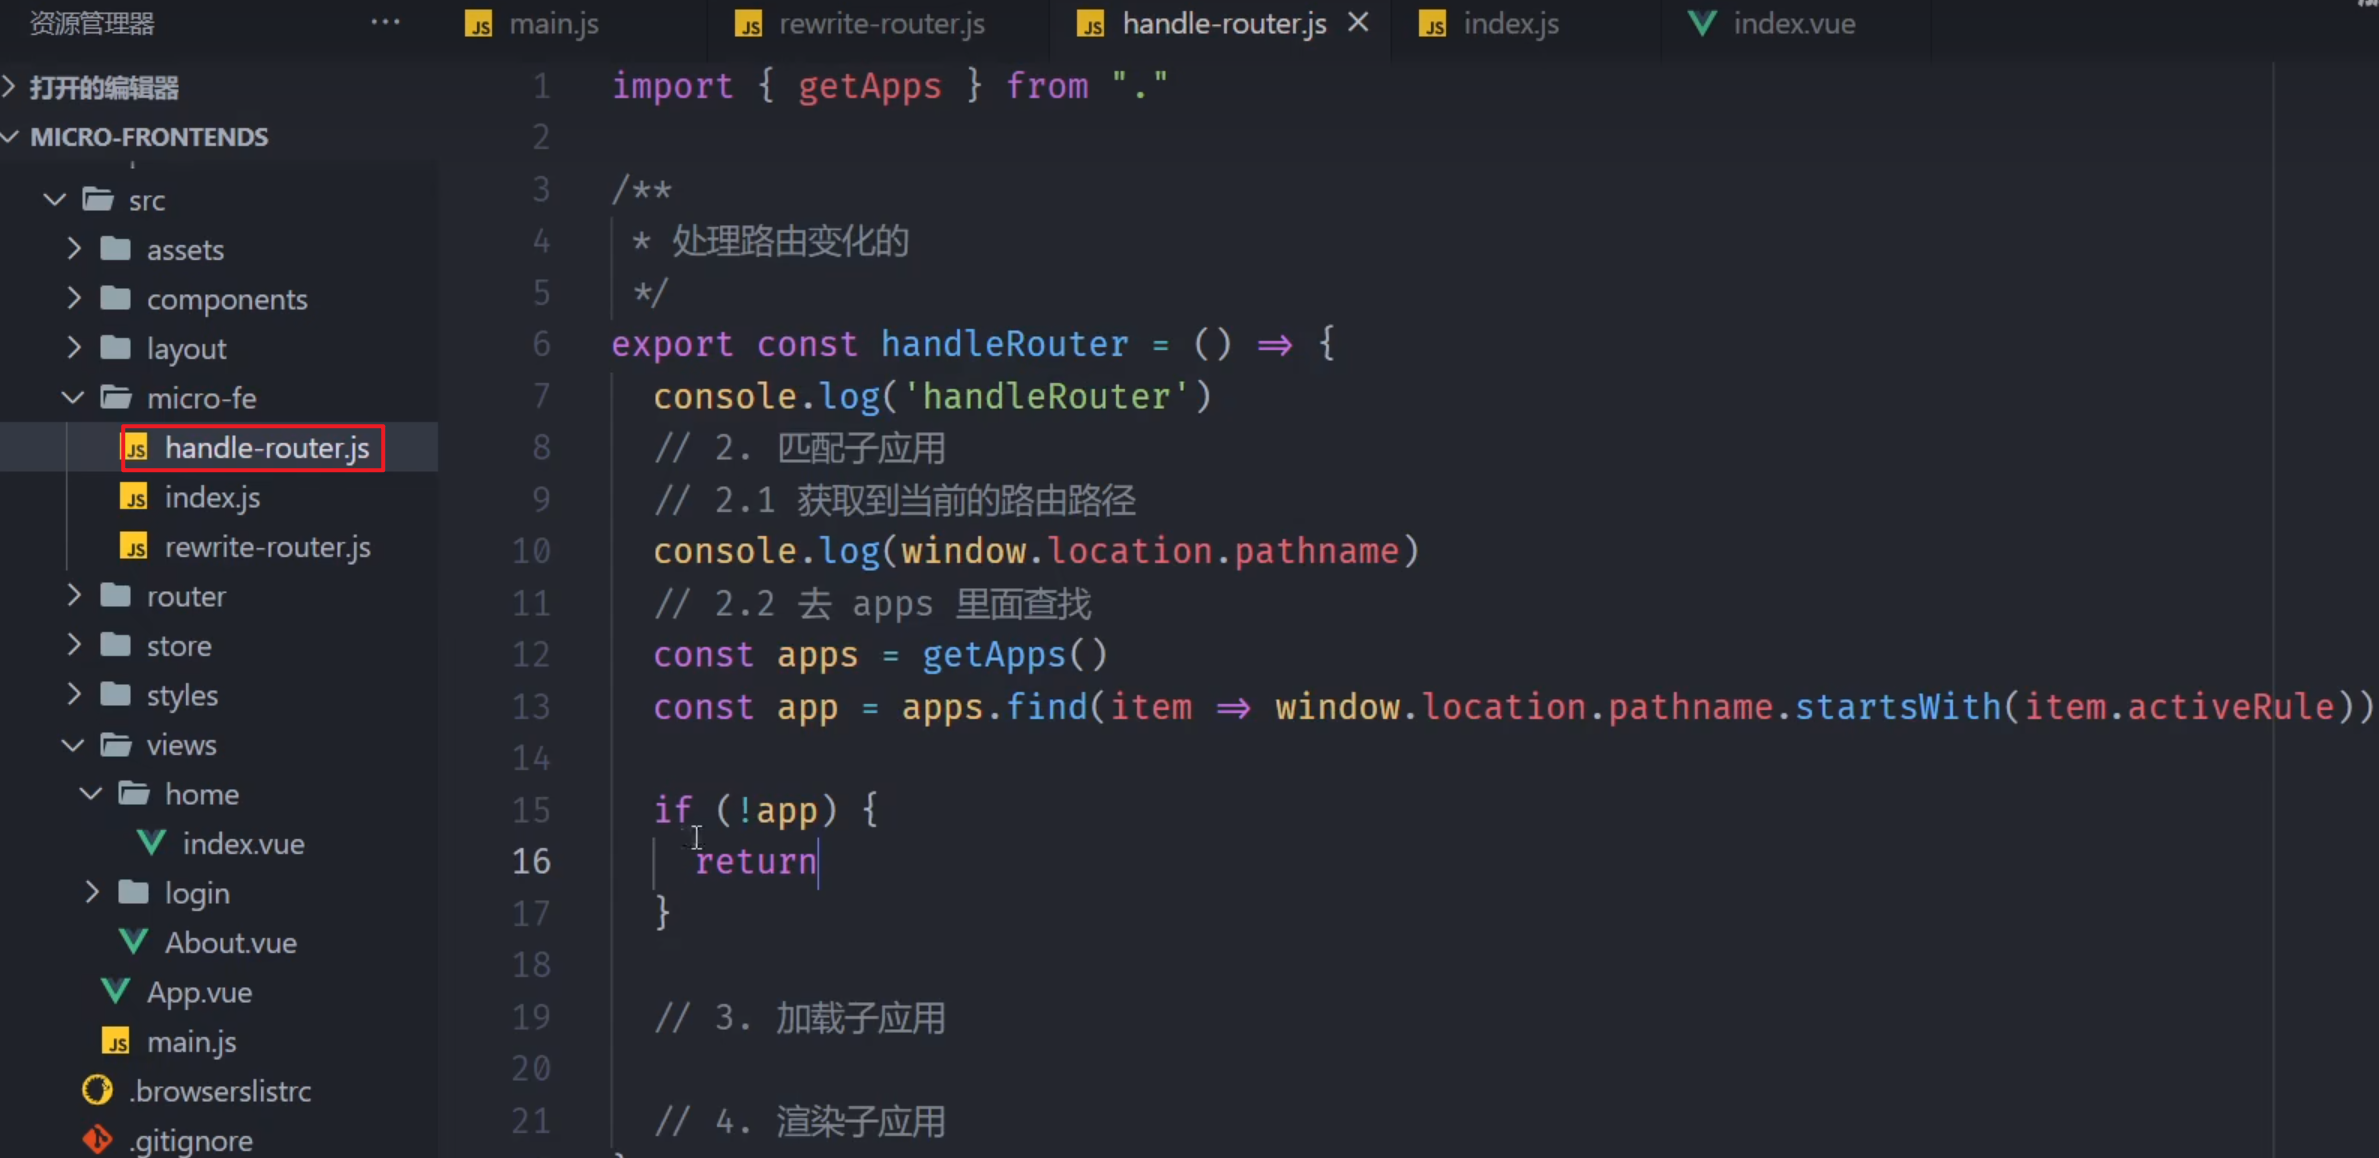 资源管理器 ···
打开的编辑器
MICRO-FRONTENDS
src
assets
components
layout
micro-fe
JS handle-router.js
JS index.js
JS rewrite-router.js
router
store
styles
views
home
index.vue
login
About.vue
App.vue
JS main.js
.browserslistrc
.gitignore
JS main.js
JS rewrite-router.js
JS handle-router.js
JS index.js
index.vue
1 import { getApps } from "."
2
3 /**
4 * 处理路由变化的
5 */
6 export const handleRouter = () => {
7 console.log('handleRouter')
8 // 2. 匹配子应用
9 // 2.1 获取到当前的路由路径
10 console.log(window.location.pathname)
11 // 2.2 去 apps 里面查找
12 const apps = getApps()
13 const app = apps.find(item => window.location.pathname.startsWith(item.activeRule))
14
15 if (!app) {
16 return
17 }
18
19 // 3. 加载子应用
20
21 // 4. 渲染子应用